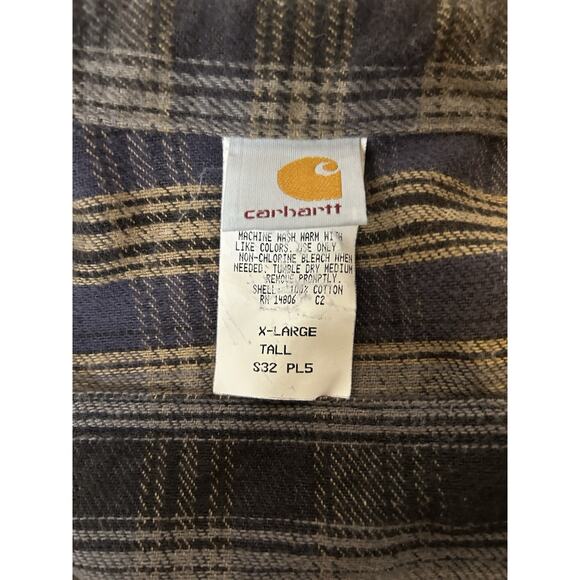 carhartt
MACHINE WASH WARM WITH
LIKE COLORS. USE ONLY
NON-CHLORINE BLEACH WHEN
NEEDED. TUMBLE DRY MEDIUM
REMOVE PROMPTLY.
SHELL: 100% COTTON
RN 14806 C2
X-LARGE
TALL
S32 PL5